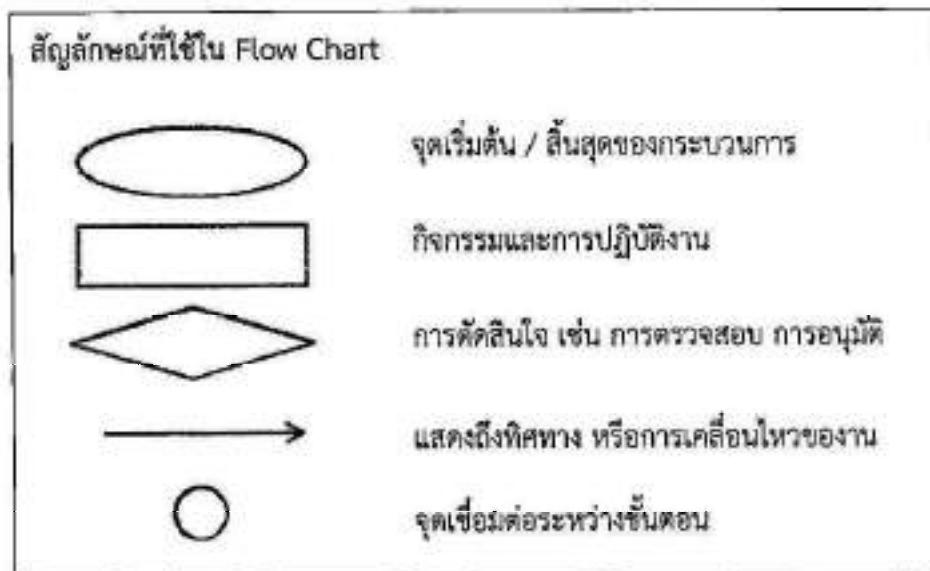 สัญลักษณ์ที่ใช้ใน Flow Chart
จุดเริ่มต้น / สิ้นสุดของกระบวนการ
กิจกรรมและการปฏิบัติงาน
การตัดสินใจ เช่น การตรวจสอบ การอนุมัติ
แสดงถึงทิศทาง หรือการเคลื่อนไหวของงาน
จุดเชื่อมต่อระหว่างขั้นตอน